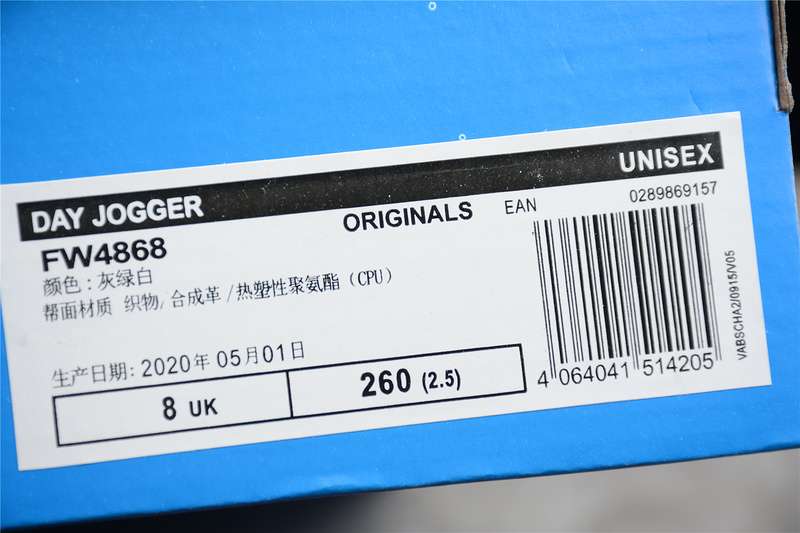 DAY JOGGER
UNISEX
FW4868
ORIGINALS
EAN
0289869157
颜色：灰绿白
帮面材质 织物, 合成革/热塑性聚氨酯（CPU）
生产日期: 2020年 05月01日
8 UK
260 (2.5)
4 064041 514205
VABSCHA2/0915/V05